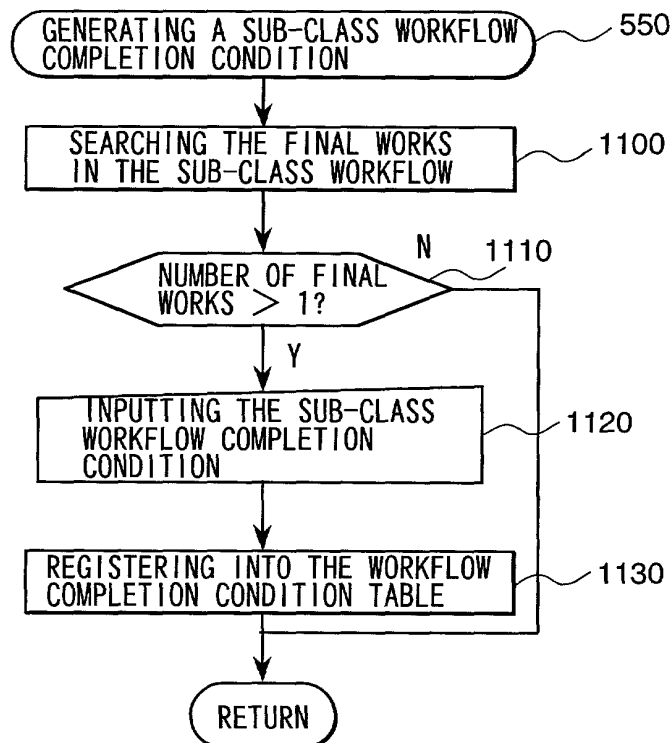 GENERATING A SUB-CLASS WORKFLOW
COMPLETION CONDITION
550
SEARCHING THE FINAL WORKS
IN THE SUB-CLASS WORKFLOW
1100
N
1110
NUMBER OF FINAL
WORKS > 1?
Y
INPUTTING THE SUB-CLASS
WORKFLOW COMPLETION
CONDITION
1120
REGISTERING INTO THE WORKFLOW
COMPLETION CONDITION TABLE
1130
RETURN